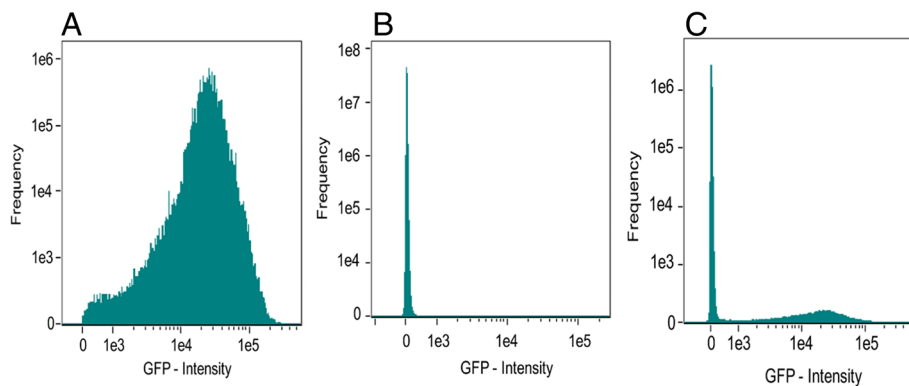 A
Frequency
1e6
1e5
1e4
1e3
0
0 1e3 1e4 1e5
GFP - Intensity
B
Frequency
1e8
1e7
1e6
1e5
1e4
0
0 1e3 1e4 1e5
GFP - Intensity
C
Frequency
1e6
1e5
1e4
1e3
0
0 1e3 1e4 1e5
GFP - Intensity